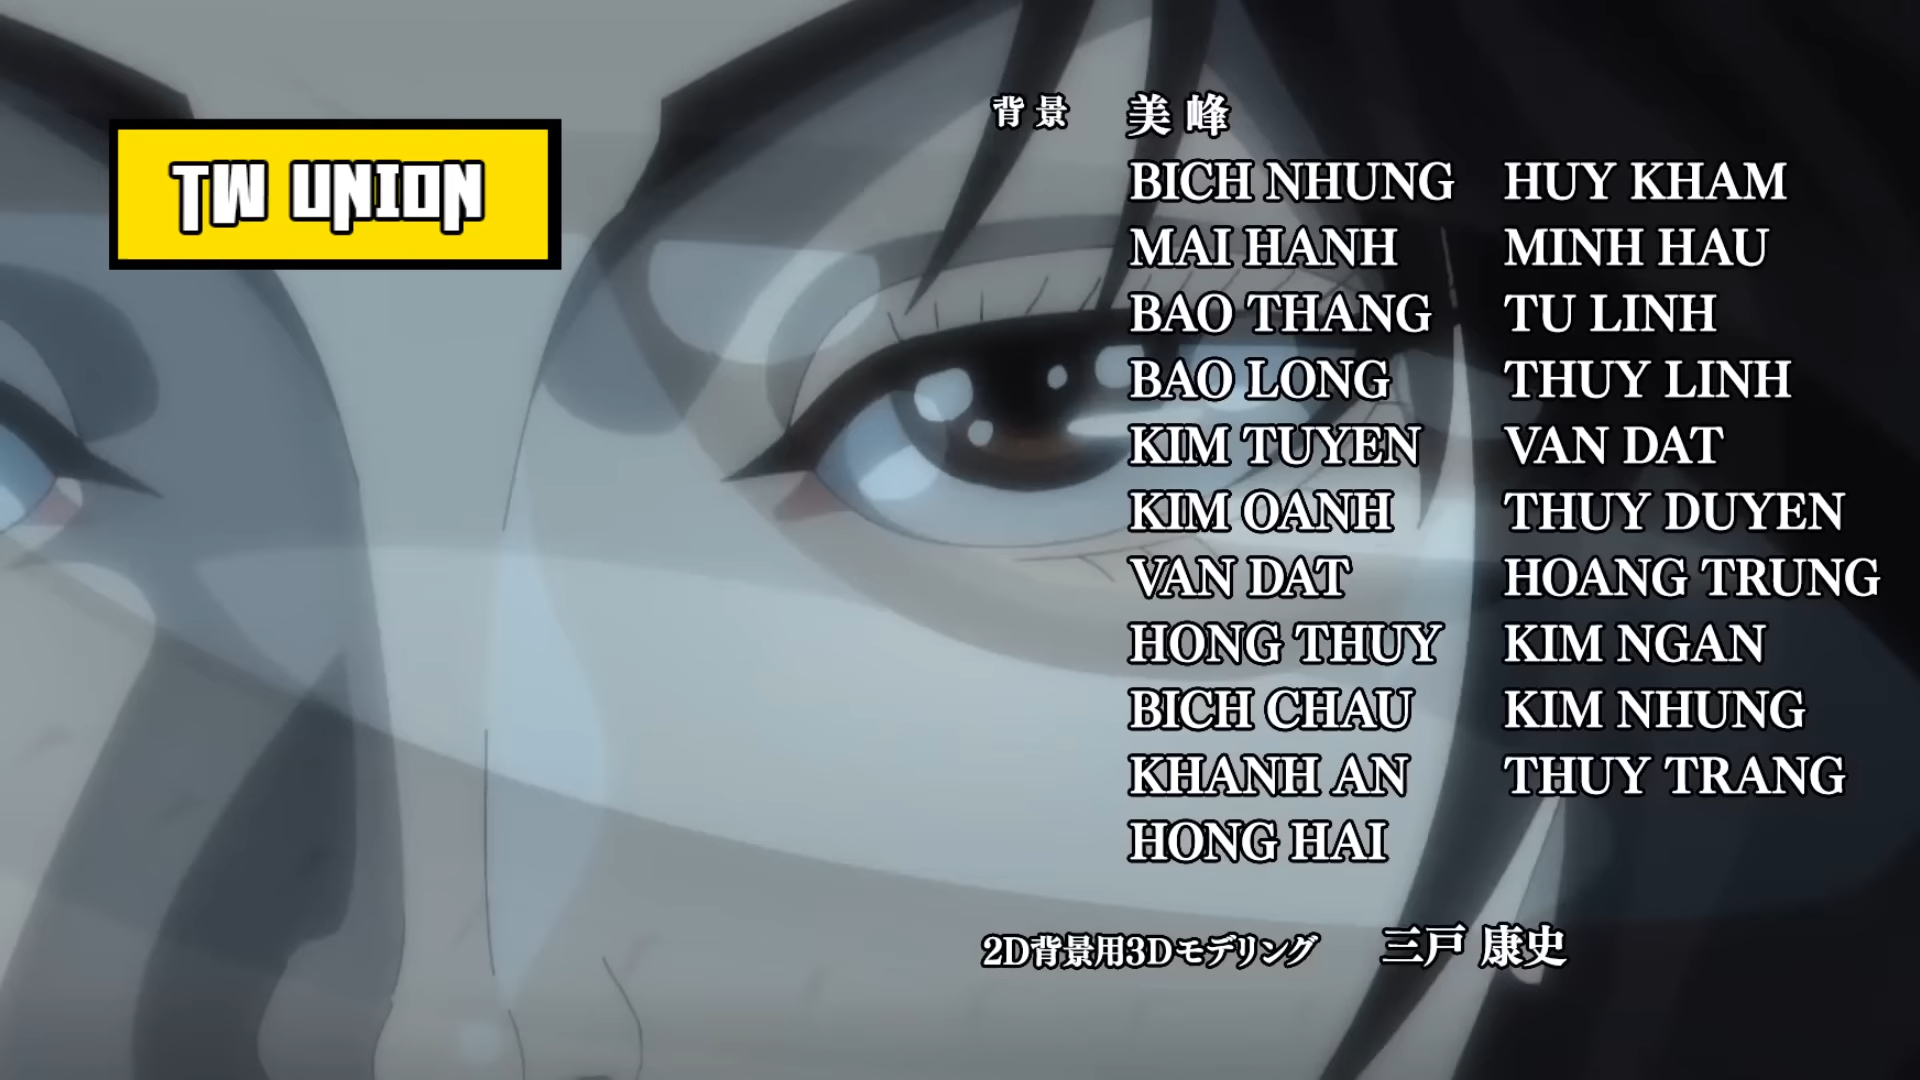 TW UNION
背景 美峰
BICH NHUNG HUY KHAM
MAI HANH MINH HAU
BAO THANG TU LINH
BAO LONG THUY LINH
KIM TUYEN VAN DAT
KIM OANH THUY DUYEN
VAN DAT HOANG TRUNG
HONG THUY KIM NGAN
BICH CHAU KIM NHUNG
KHANH AN THUY TRANG
HONG HAI
2D背景用3Dモデリング 三戸 康史